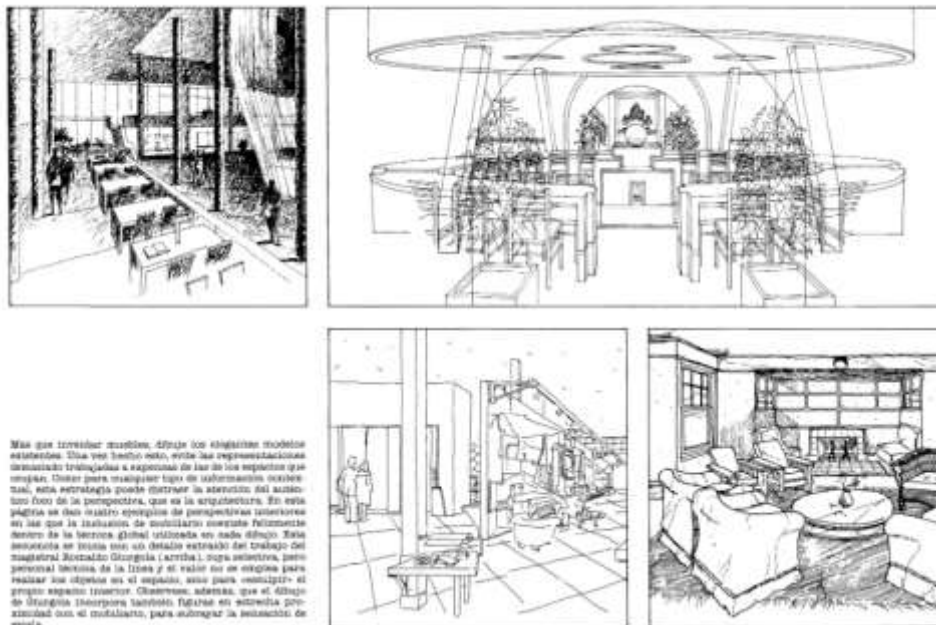 Más que inventar muebles, dibuje los elegantes modelos
existentes. Una vez hecho esto, evite las representaciones
demasiado trabajadas a expensas de las de los espacios que
ocupan. Como para cualquier tipo de información contex-
tual, esta estrategia puede distraer la atención del autén-
tico foco de la perspectiva, que es la arquitectura. En esta
página se dan cuatro ejemplos de perspectivas interiores
en las que la inclusión de mobiliario coexiste felizmente
dentro de la técnica global utilizada en cada dibujo. Esta
secuencia se inicia con un detalle extraído del trabajo del
magistral Romaldo Giurgola (arriba), cuya selectiva, pero
personal técnica de la línea y el valor no se emplea para
realzar los objetos en el espacio, sino para «esculpir» el
propio espacio interior. Obsérvese, además, que el dibujo
de Giurgola incorpora también figuras en estrecha pro-
ximidad con el mobiliario, para subrayar la sensación de
escala.